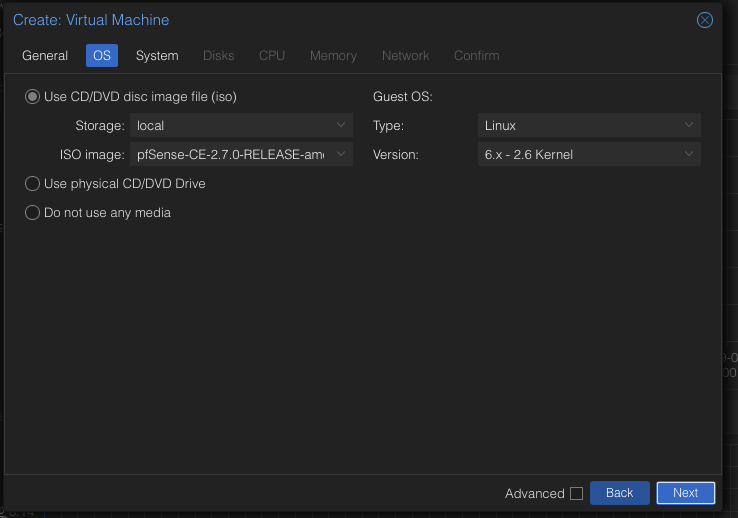 Create: Virtual Machine
General OS System Disks CPU Memory Network Confirm
Use CD/DVD disc image file (iso) Guest OS:
Storage: local Type: Linux
ISO image: pfSense-CE-2.7.0-RELEASE-am Version: 6.x - 2.6 Kernel
Use physical CD/DVD Drive
Do not use any media
Advanced Back Next